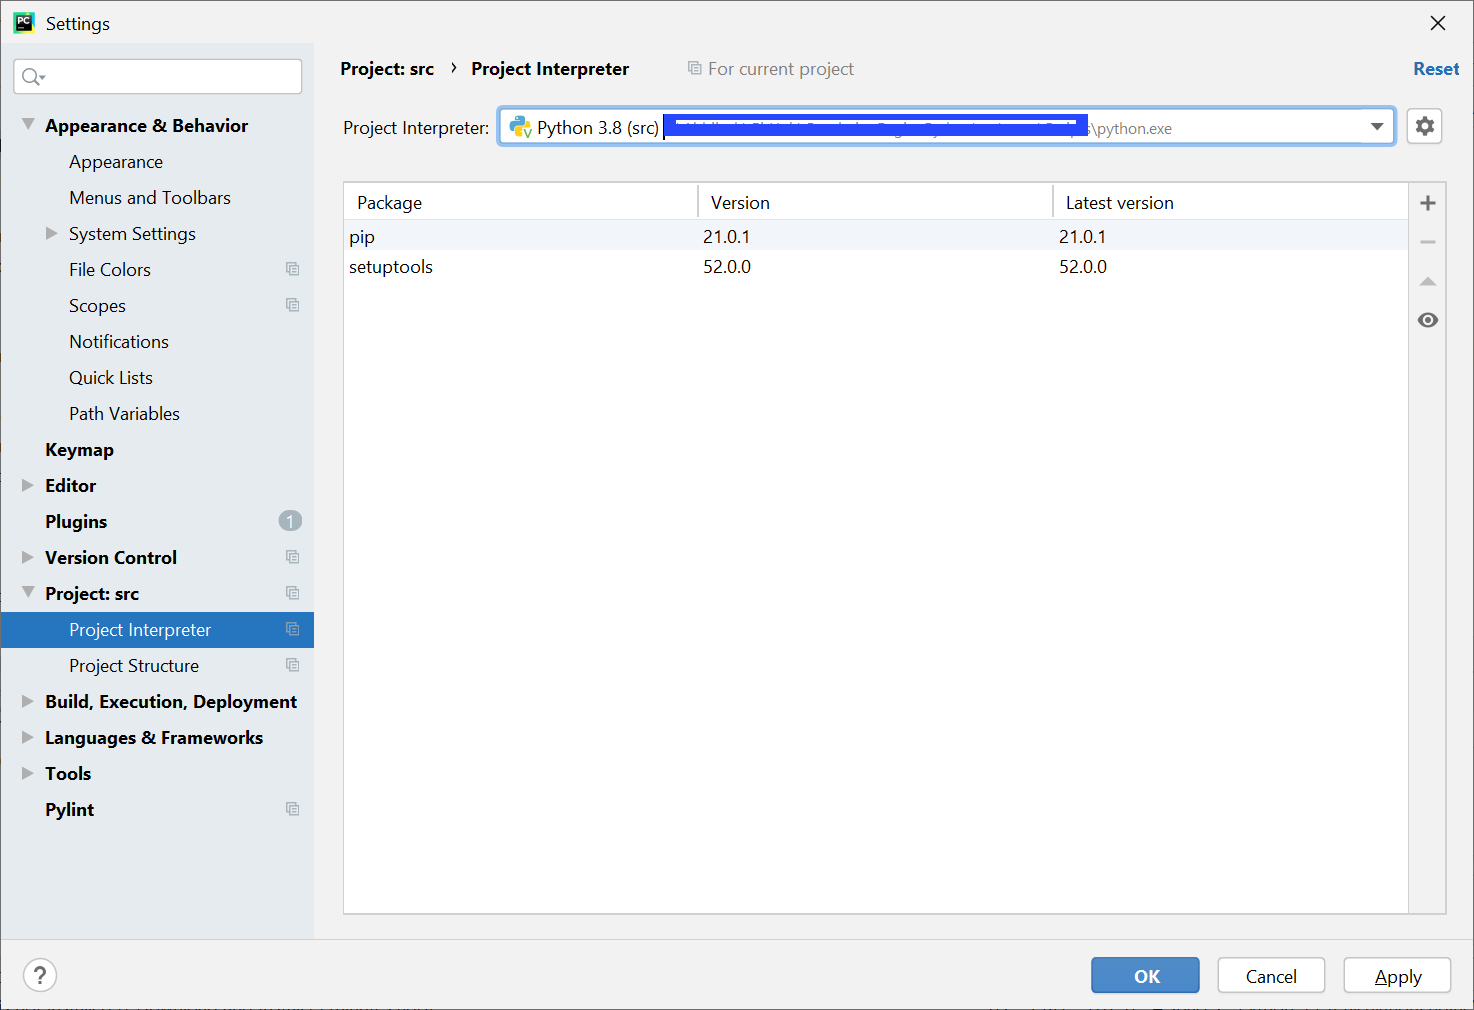 Settings
Project: src › Project Interpreter For current project Reset
Project Interpreter: Python 3.8 (src) \python.exe
Appearance & Behavior
Appearance
Menus and Toolbars
System Settings
File Colors
Scopes
Notifications
Quick Lists
Path Variables
Keymap
Editor
Plugins 1
Version Control
Project: src
Project Interpreter
Project Structure
Build, Execution, Deployment
Languages & Frameworks
Tools
Pylint
Package Version Latest version
pip 21.0.1 21.0.1
setuptools 52.0.0 52.0.0
? OK Cancel Apply